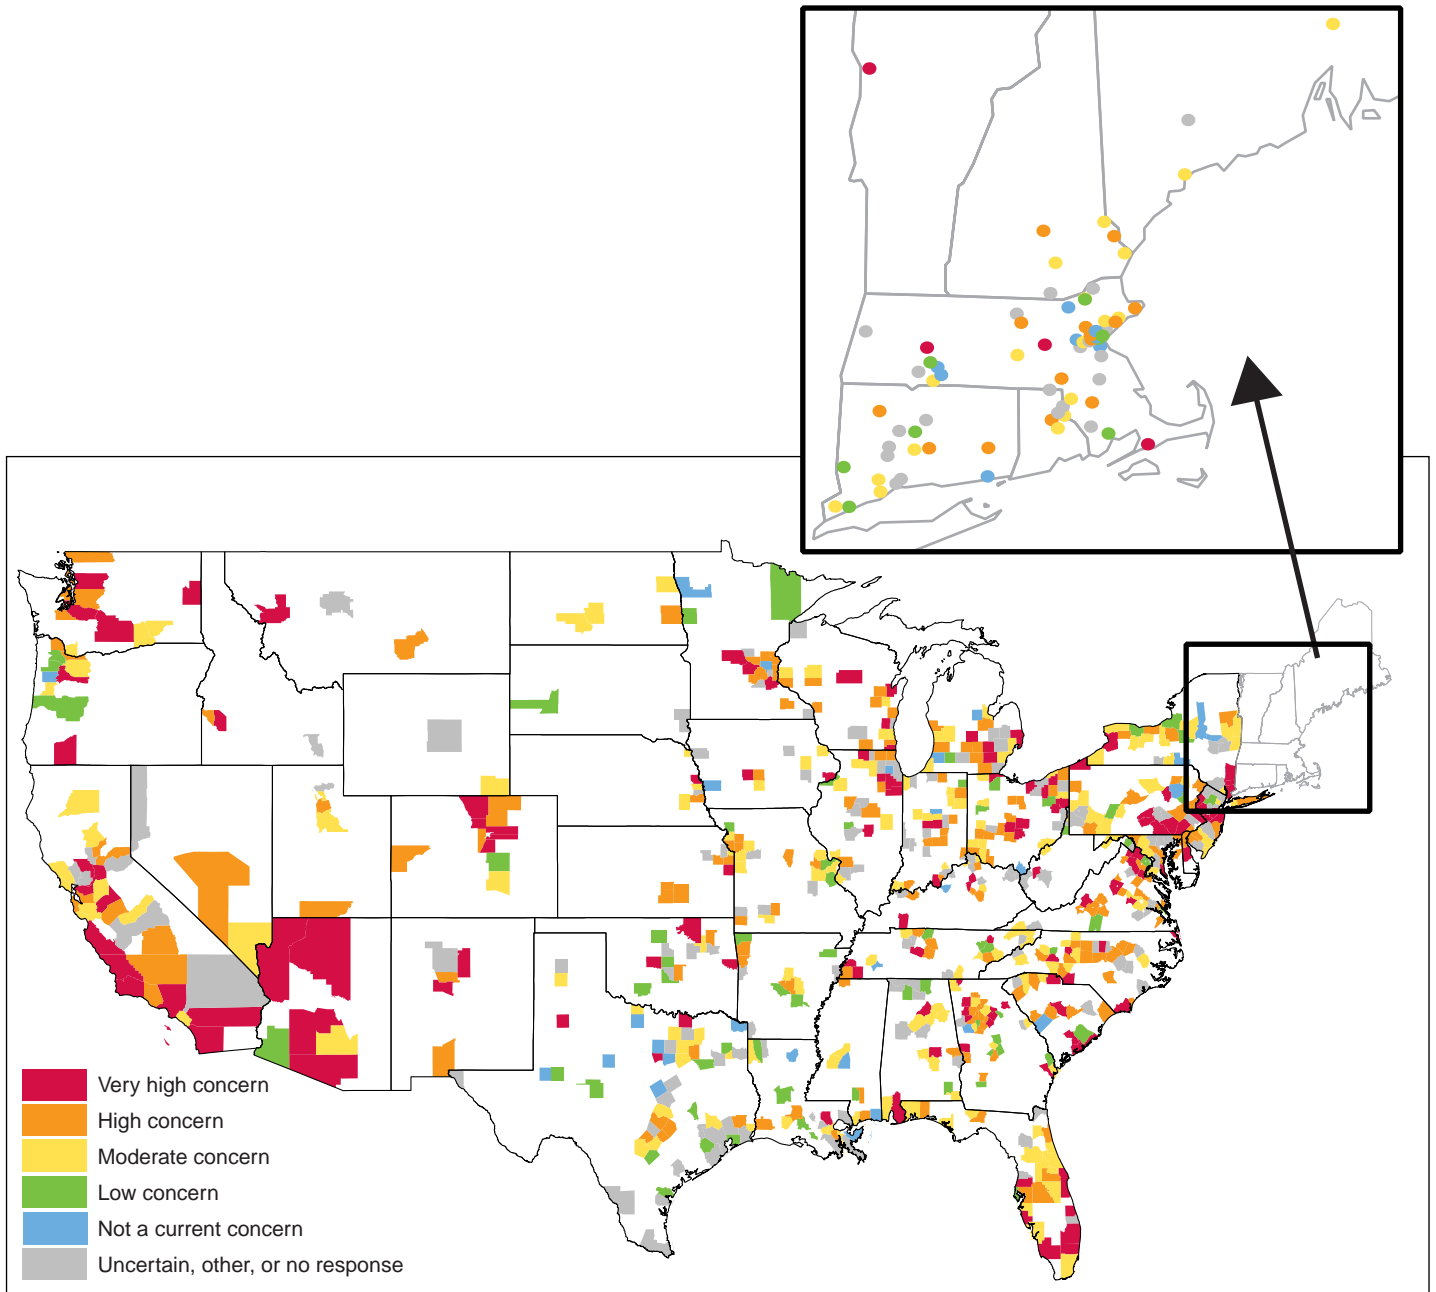 Very high concern
High concern
Moderate concern
Low concern
Not a current concern
Uncertain, other, or no response